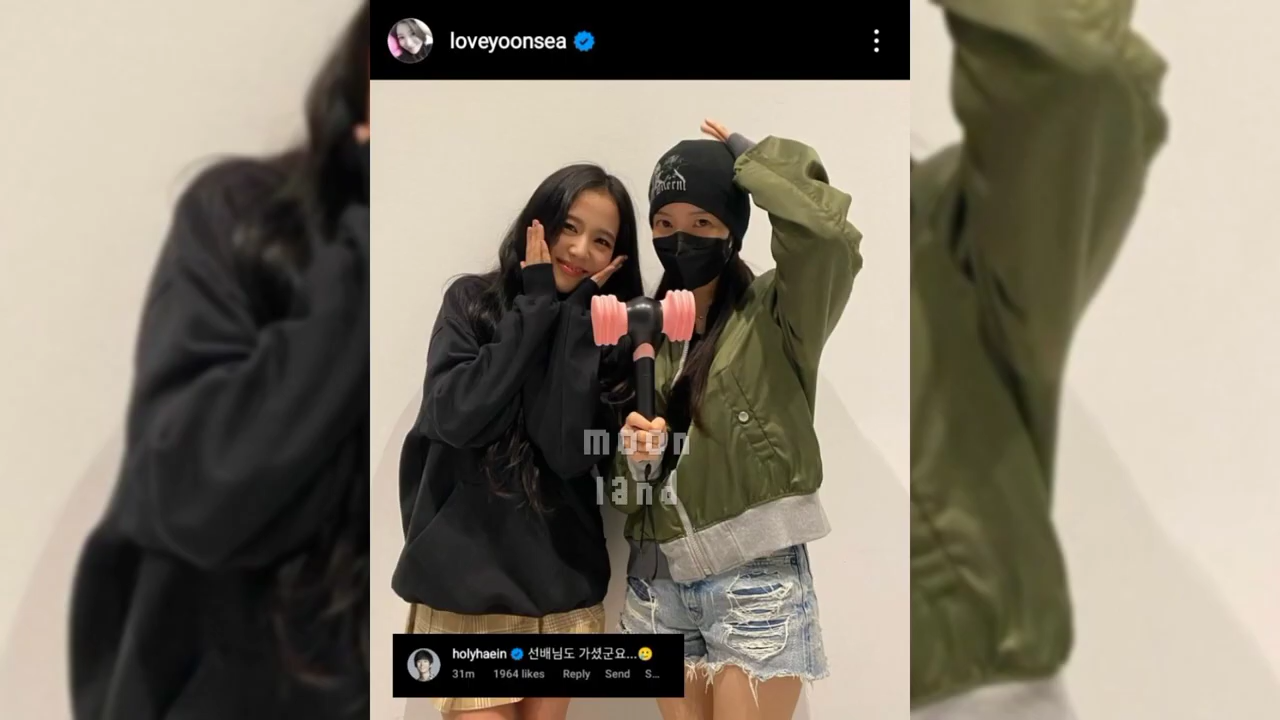 loveyoonsea
moon
land
holyhaein 선배님도 가셨군요...🥲
31m 1964 likes Reply Send S...